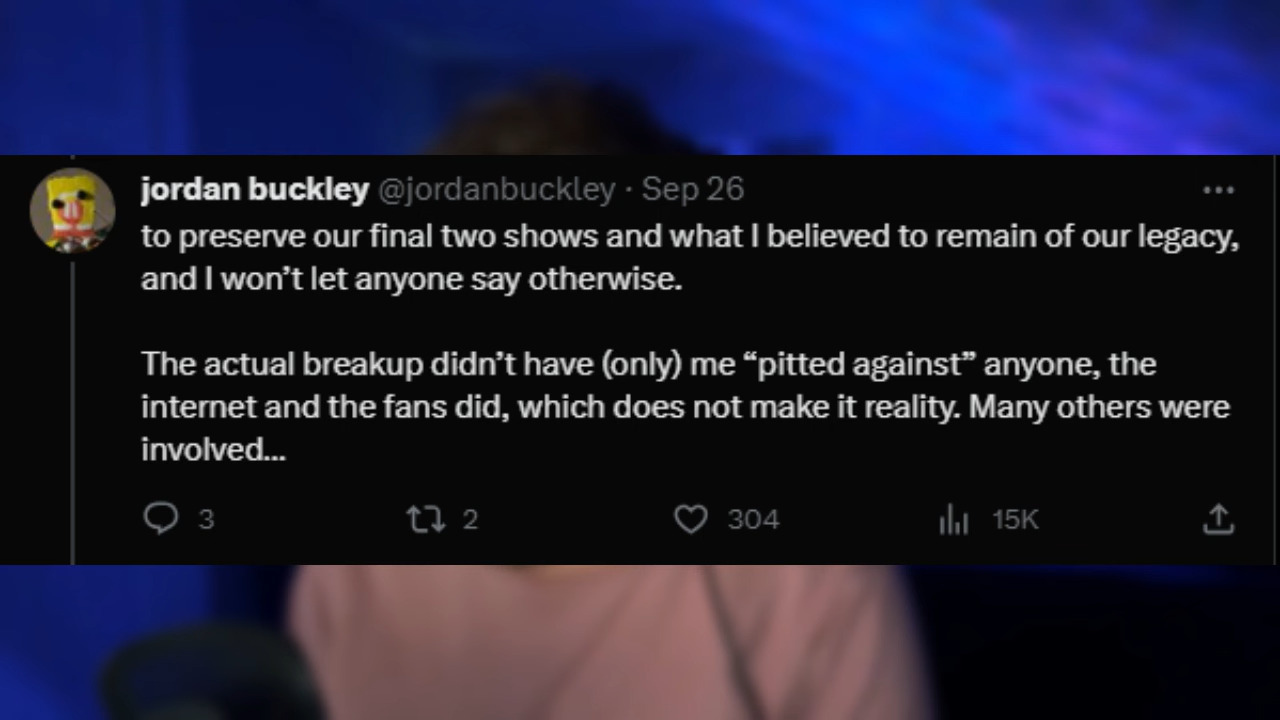 jordan buckley @jordanbuckley · Sep 26
to preserve our final two shows and what I believed to remain of our legacy,
and I won’t let anyone say otherwise.
The actual breakup didn’t have (only) me “pitted against” anyone, the
internet and the fans did, which does not make it reality. Many others were
involved...
3 2 304 15K